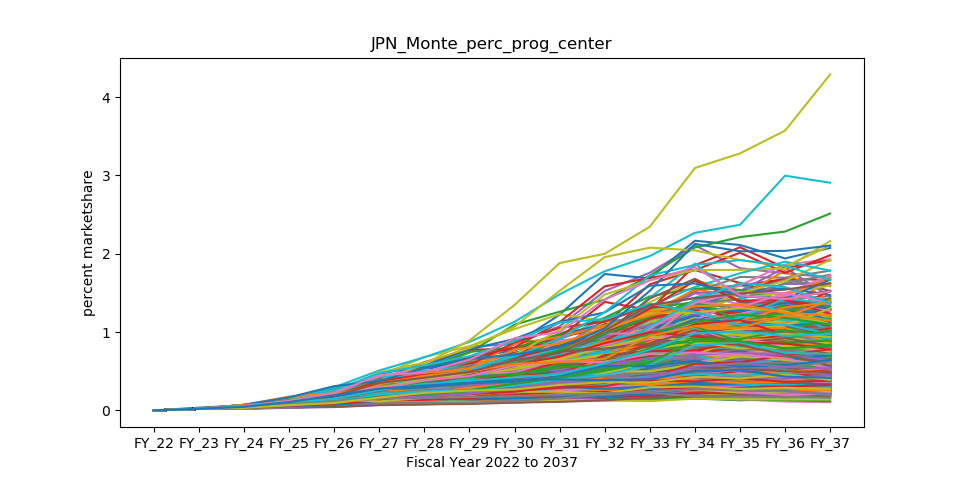 JPN_Monte_perc_prog_center
percent marketshare
4
3
2
1
0
FY_22 FY_23 FY_24 FY_25 FY_26 FY_27 FY_28 FY_29 FY_30 FY_31 FY_32 FY_33 FY_34 FY_35 FY_36 FY_37
Fiscal Year 2022 to 2037